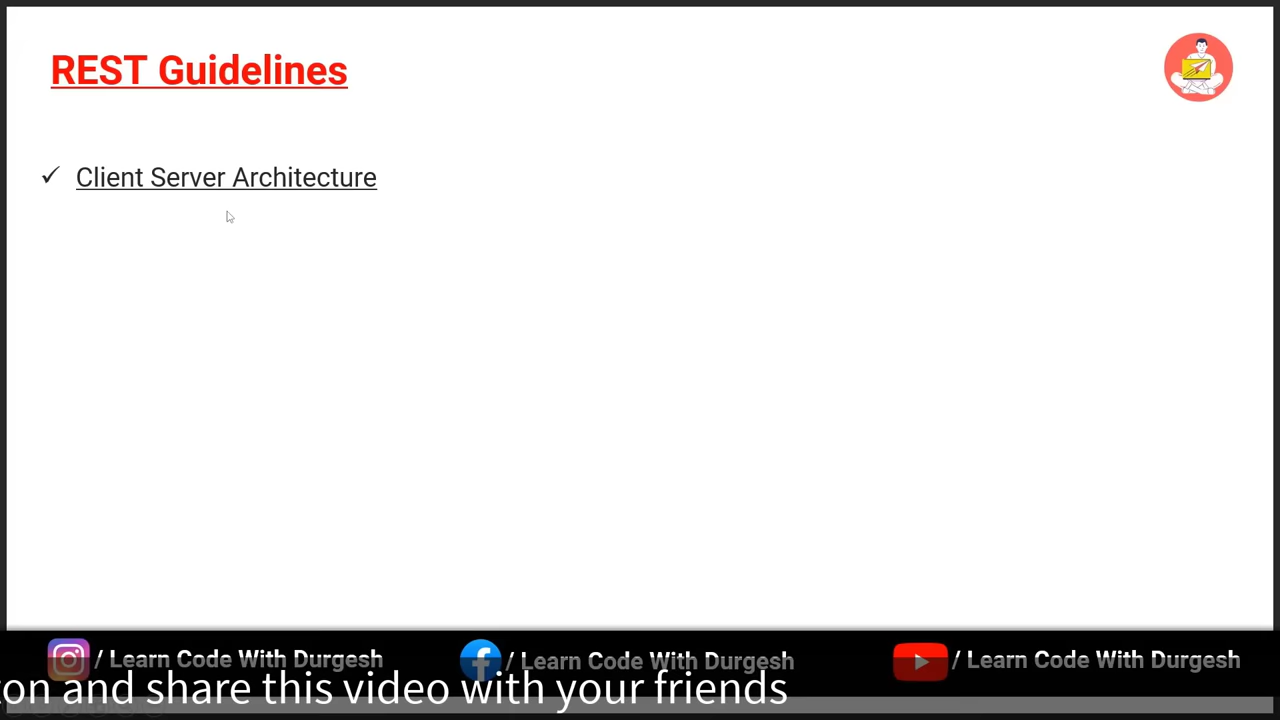 REST Guidelines
✓ Client Server Architecture
/ Learn Code With Durgesh
/ Learn Code With Durgesh
/ Learn Code With Durgesh
on and share this video with your friends